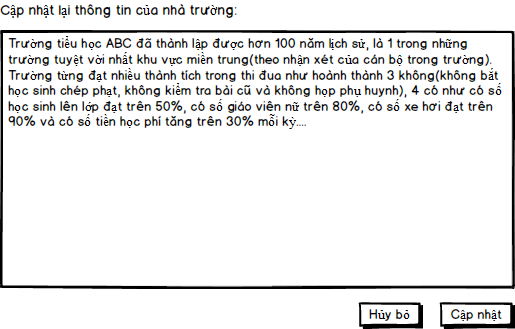 Cập nhật lại thông tin của nhà trường:
Trường tiểu học ABC đã thành lập được hơn 100 năm lịch sử, là 1 trong những
trường tuyệt vời nhất khu vực miền trung(theo nhận xét của cán bộ trong trường).
Trường từng đạt nhiều thành tích trong thi đua như hoành thành 3 không(không bắt
học sinh chép phạt, không kiểm tra bài cũ và không họp phụ huynh), 4 có như có số
học sinh lên lớp đạt trên 50%, có số giáo viên nữ trên 80%, có số xe hơi đạt trên
90% và có số tiền học phí tăng trên 30% mỗi kỳ....
Hủy bỏ
Cập nhật